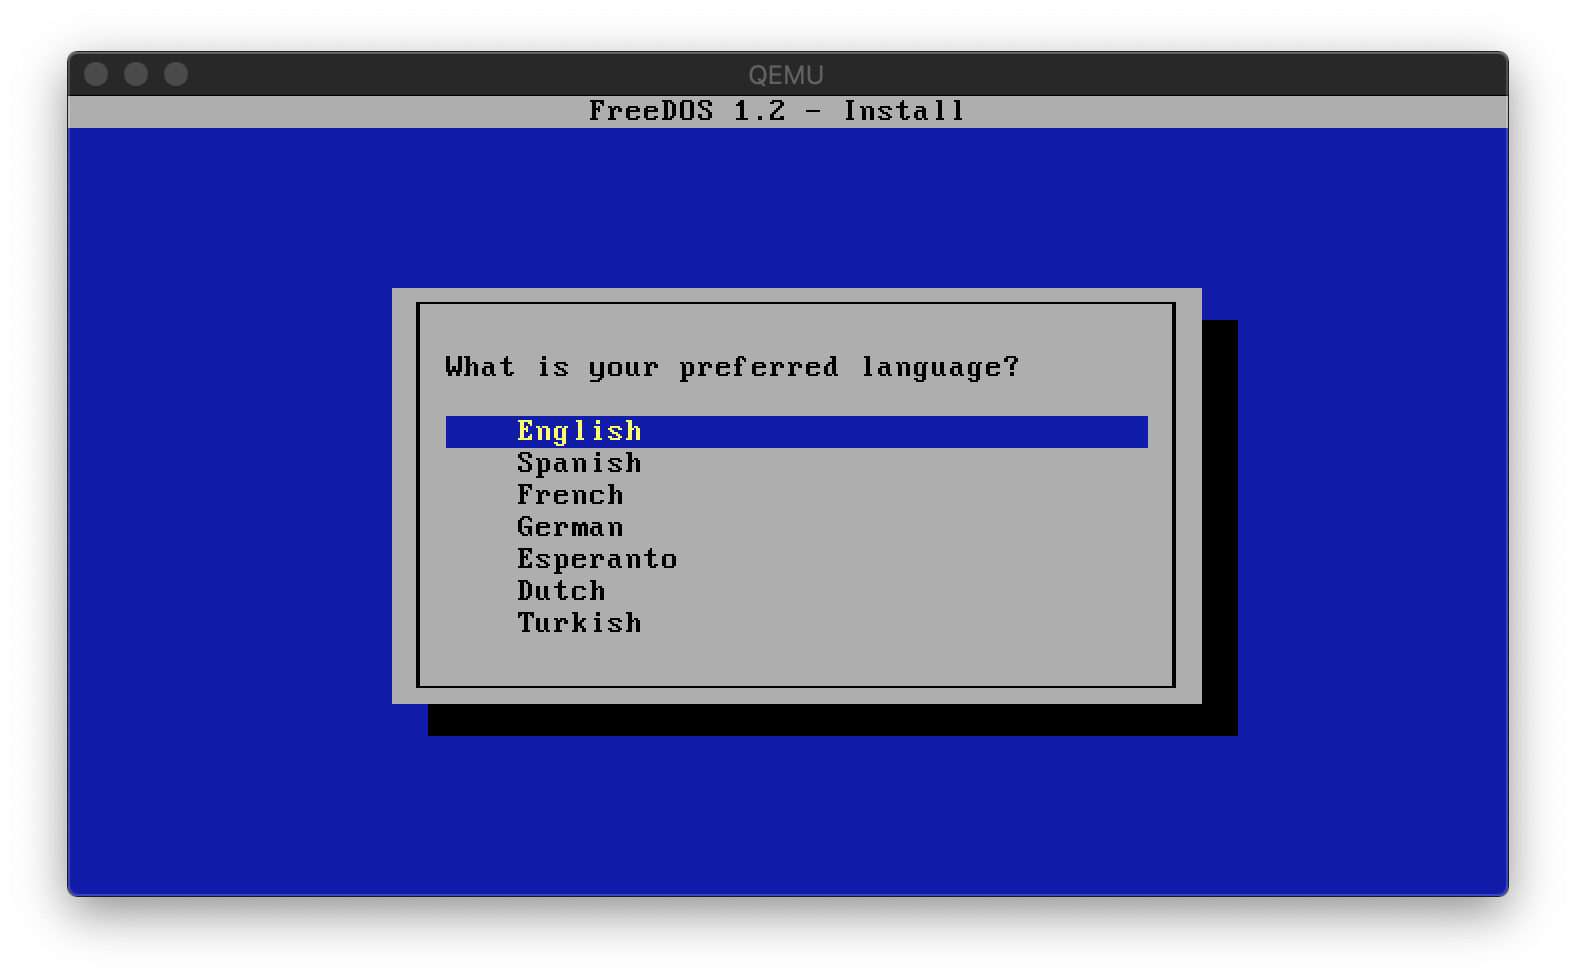 QEMU
FreeDOS 1.2 - Install
What is your preferred language?
English
Spanish
French
German
Esperanto
Dutch
Turkish